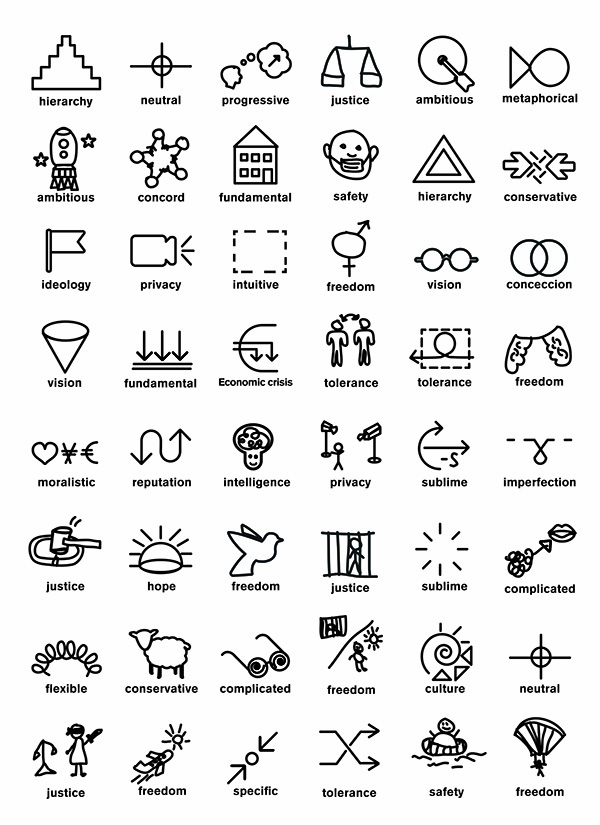 hierarchy neutral progressive justice ambitious metaphorical
ambitious concord fundamental safety hierarchy conservative
ideology privacy intuitive freedom vision conceccion
vision fundamental Economic crisis tolerance tolerance freedom
moralistic reputation intelligence privacy sublime imperfection
justice hope freedom justice sublime complicated
flexible conservative complicated freedom culture neutral
justice freedom specific tolerance safety freedom